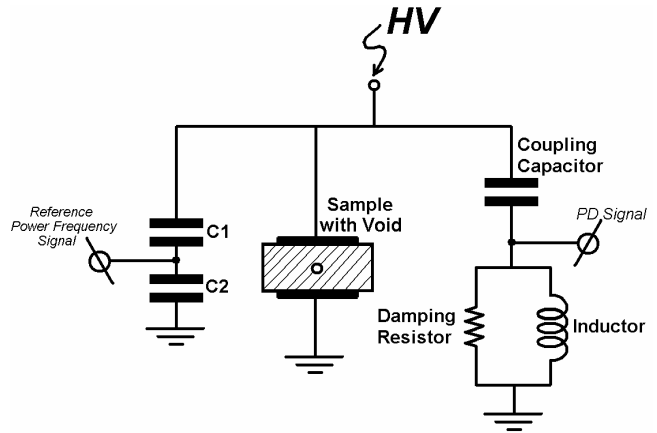 HV
Coupling
Capacitor
Sample
with Void
Reference
Power Frequency
Signal
PD Signal
C1
C2
Damping
Resistor
Inductor